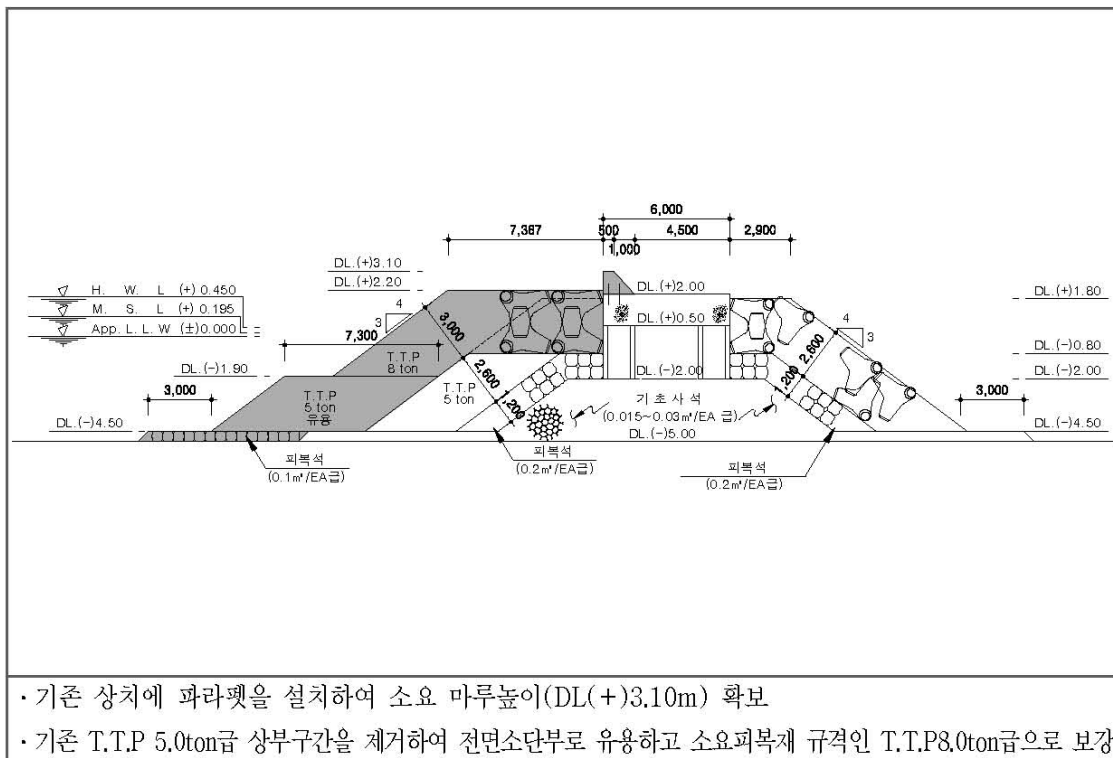 6,000
7,387
500
4,500
2,900
1,000
DL.(+)3.10
DL.(+)2.20
DL.(+)2.00
DL.(+)1.80
H. W. L (+) 0.450
M. S. L (+) 0.195
App. L. L. W (±)0.000
4
3
3,000
DL.(+)0.50
4
3
7,300
T.T.P
8 ton
2,600
2,600
DL.(-)0.80
DL.(-)1.90
T.T.P
5 ton
DL.(-)2.00
1,200
DL.(-)2.00
3,000
T.T.P
5 ton
유용
1,200
기초사석
(0.015~0.03㎥/EA 급)
3,000
DL.(-)4.50
DL.(-)5.00
DL.(-)4.50
피복석
(0.1㎥/EA급)
피복석
(0.2㎥/EA급)
피복석
(0.2㎥/EA급)
· 기존 상치에 파라펫을 설치하여 소요 마루높이(DL(+)3.10m) 확보
· 기존 T.T.P 5.0ton급 상부구간을 제거하여 전면소단부로 유용하고 소요피복재 규격인 T.T.P8.0ton급으로 보강